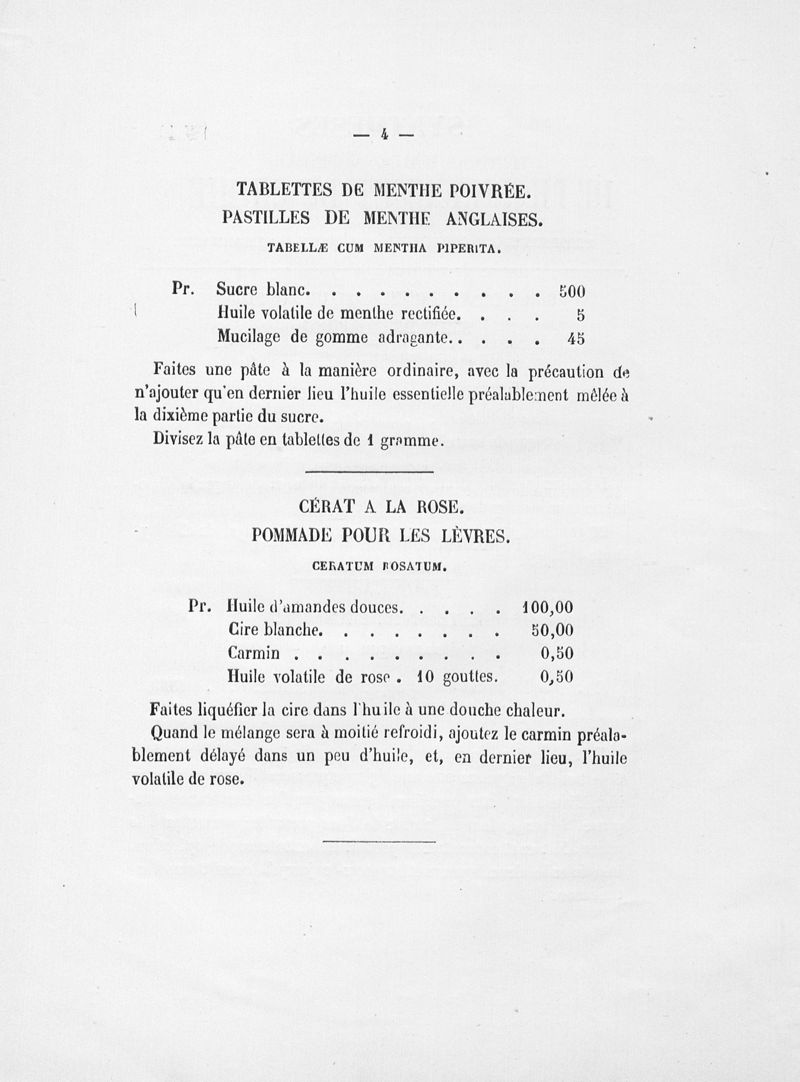 — 4 —
TABLETTES DE MENTHE POIVRÉE.
PASTILLES DE MENTHE ANGLAISES.
TABELLÆ CUM MENTHA PIPERITA.
Pr. Sucre blanc. . . . . . . . . . 500
Huile volatile de menthe rectifiée. . . . 5
Mucilage de gomme adragante. . . . . 45
Faites une pâte à la manière ordinaire, avec la précaution de
n'ajouter qu'en dernier lieu l'huile essentielle préalablement mêlée à
la dixième partie du sucre.
Divisez la pâte en tablettes de 1 gramme.
CÉRAT A LA ROSE.
POMMADE POUR LES LÈVRES.
CERATUM ROSATUM.
Pr. Huile d'amandes douces. . . . . 100,00
Cire blanche. . . . . . . . 50,00
Carmin . . . . . . . . . 0,50
Huile volatile de rose . 10 gouttes. 0,50
Faites liquéfier la cire dans l'huile à une douche chaleur.
Quand le mélange sera à moitié refroidi, ajoutez le carmin préala-
blement délayé dans un peu d'huile, et, en dernier lieu, l'huile
volatile de rose.